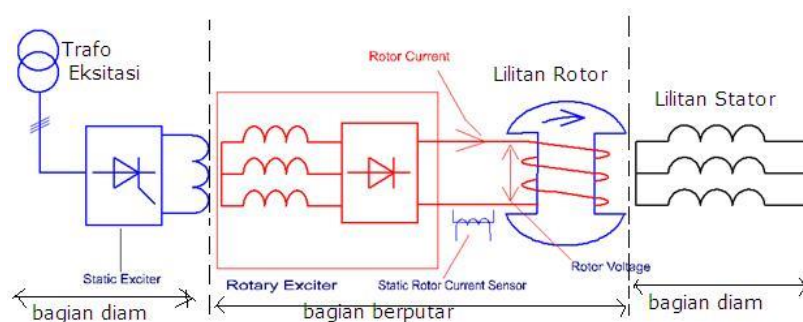 Trafo
Eksitasi
Rotor Current
Lilitan Rotor
Lilitan Stator
Static Exciter
Rotary Exciter
Static Rotor Current Sensor
Rotor Voltage
bagian diam
bagian berputar
bagian diam